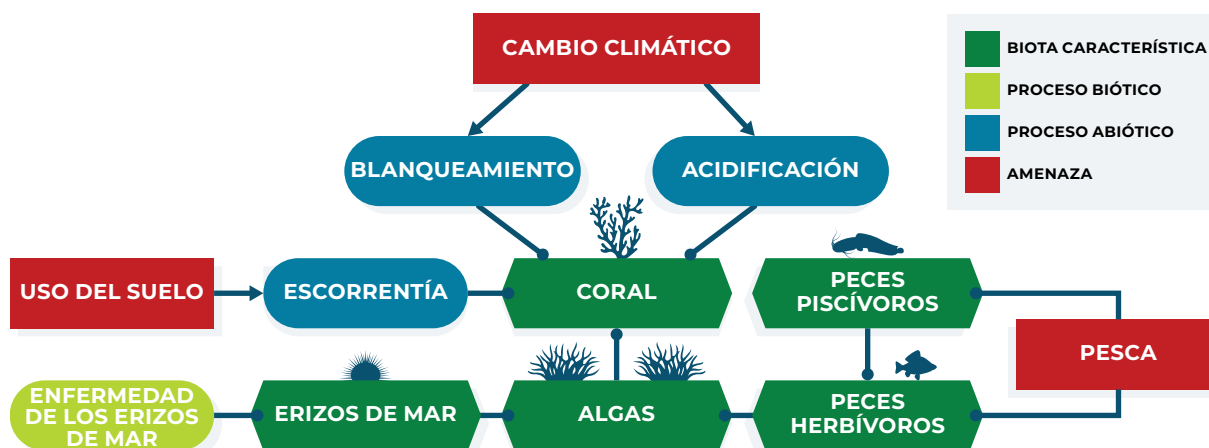 CAMBIO CLIMÁTICO
BIOTA CARACTERÍSTICA
PROCESO BIÓTICO
PROCESO ABIÓTICO
AMENAZA
BLANQUEAMIENTO
ACIDIFICACIÓN
USO DEL SUELO
ESCORRENTÍA
CORAL
PECES
PISCÍVOROS
PESCA
ENFERMEDAD
DE LOS ERIZOS
DE MAR
ERIZOS DE MAR
ALGAS
PECES
HERBÍVOROS